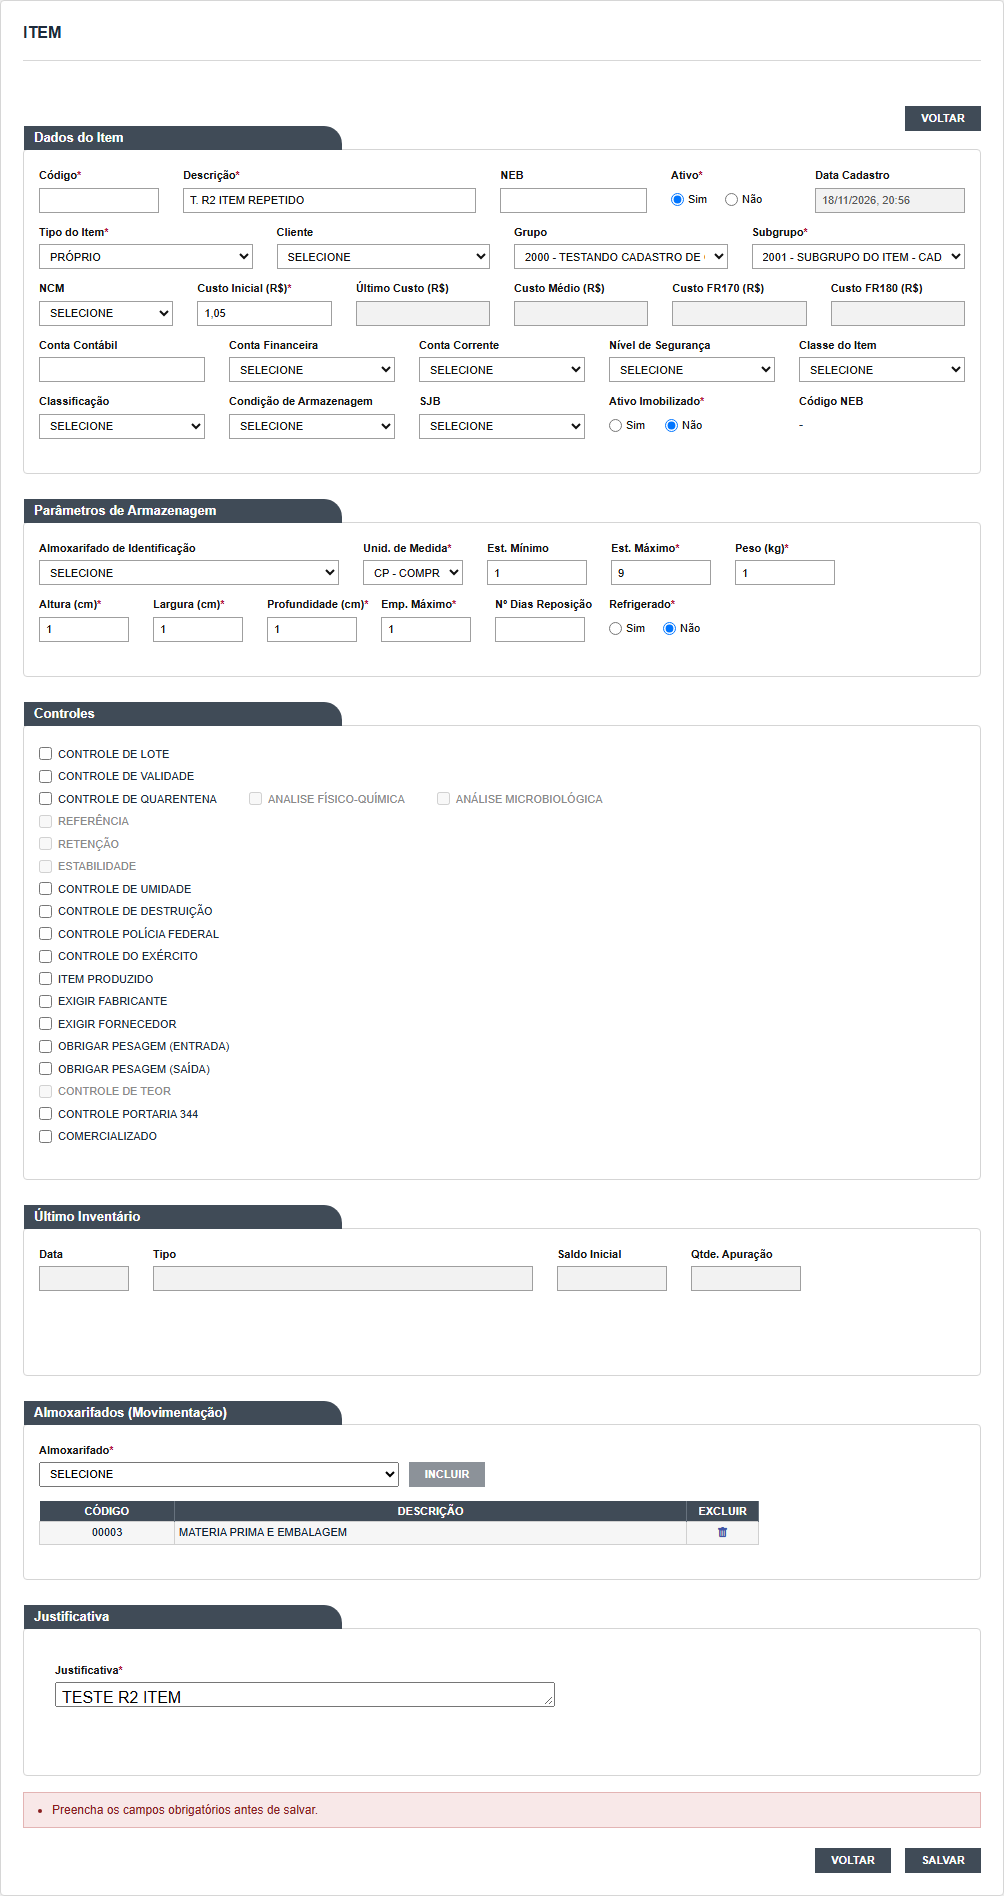 ITEM
VOLTAR
Dados do Item
Código* Descrição* NEB Ativo* Data Cadastro
T. R2 ITEM REPETIDO Sim Não 18/11/2026, 20:56
Tipo do Item* Cliente Grupo Subgrupo*
PRÓPRIO SELECIONE 2000 - TESTANDO CADASTRO DE 2001 - SUBGRUPO DO ITEM - CAD
NCM Custo Inicial (R$)* Último Custo (R$) Custo Médio (R$) Custo FR170 (R$) Custo FR180 (R$)
SELECIONE 1,05
Conta Contábil Conta Financeira Conta Corrente Nível de Segurança Classe do Item
SELECIONE SELECIONE SELECIONE SELECIONE
Classificação Condição de Armazenagem SJB Ativo Imobilizado* Código NEB
SELECIONE SELECIONE SELECIONE Sim Não -
Parâmetros de Armazenagem
Almoxarifado de Identificação Unid. de Medida* Est. Mínimo Est. Máximo* Peso (kg)*
SELECIONE CP - COMPR 1 9 1
Altura (cm)* Largura (cm)* Profundidade (cm)* Emp. Máximo* Nº Dias Reposição Refrigerado*
1 1 1 1 Sim Não
Controles
CONTROLE DE LOTE
CONTROLE DE VALIDADE
CONTROLE DE QUARENTENA ANALISE FÍSICO-QUÍMICA ANÁLISE MICROBIOLÓGICA
REFERÊNCIA
RETENÇÃO
ESTABILIDADE
CONTROLE DE UMIDADE
CONTROLE DE DESTRUIÇÃO
CONTROLE POLÍCIA FEDERAL
CONTROLE DO EXÉRCITO
ITEM PRODUZIDO
EXIGIR FABRICANTE
EXIGIR FORNECEDOR
OBRIGAR PESAGEM (ENTRADA)
OBRIGAR PESAGEM (SAÍDA)
CONTROLE DE TEOR
CONTROLE PORTARIA 344
COMERCIALIZADO
Último Inventário
Data Tipo Saldo Inicial Qtde. Apuração
Almoxarifados (Movimentação)
Almoxarifado*
SELECIONE INCLUIR
CÓDIGO DESCRIÇÃO EXCLUIR
00003 MATERIA PRIMA E EMBALAGEM
Justificativa
Justificativa*
TESTE R2 ITEM
• Preencha os campos obrigatórios antes de salvar.
VOLTAR SALVAR